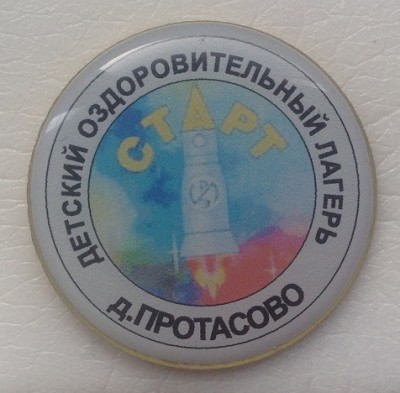 ДЕТСКИЙ ОЗДОРОВИТЕЛЬНЫЙ ЛАГЕРЬ
СТАРТ
Д.ПРОТАСОВО